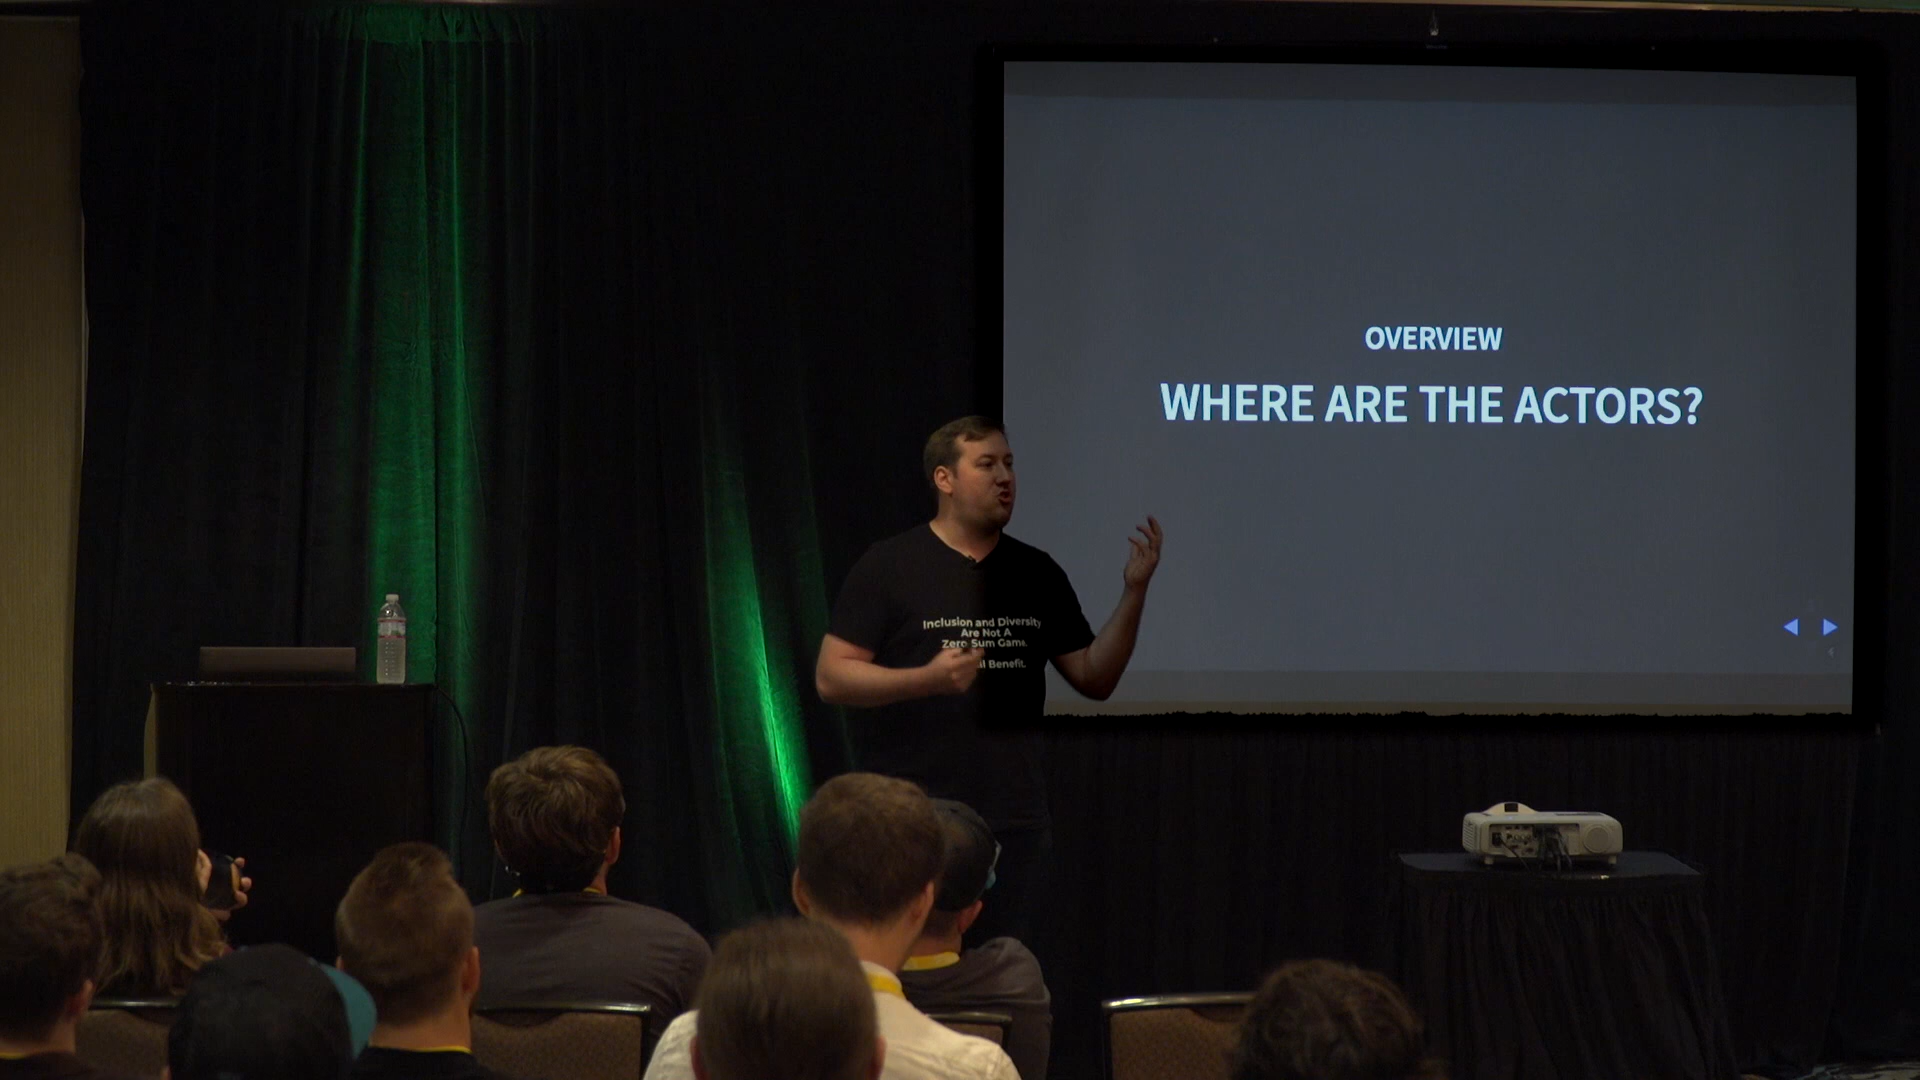 OVERVIEW
WHERE ARE THE ACTORS?
Inclusion and Diversity
Are Not A
Zero Sum Game.
Benefit.